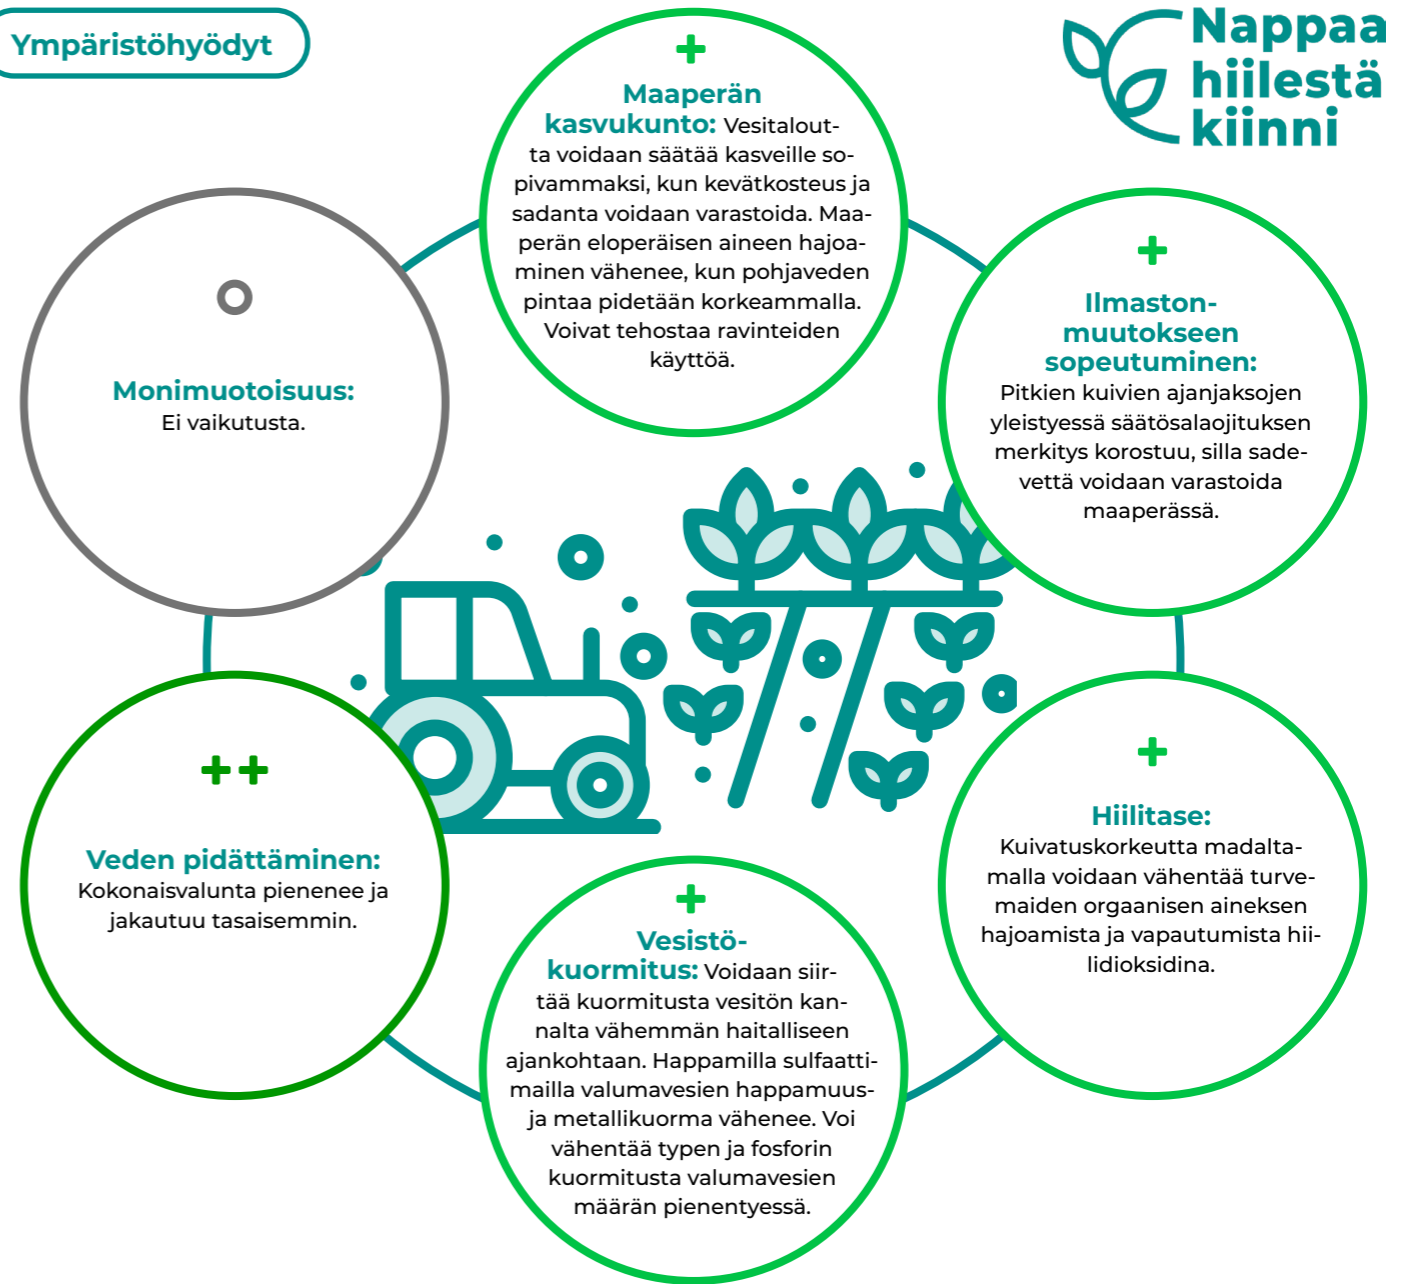 Ympäristöhyödyt
Nappaa
hiilestä
kiinni
+
Maaperän
kasvukunto: Vesitalout-
ta voidaan säätää kasveille so-
pivammaksi, kun kevätkosteus ja
sadanta voidaan varastoida. Maa-
perän eloperäisen aineen hajoa-
minen vähenee, kun pohjaveden
pintaa pidetään korkeammalla.
Voivat tehostaa ravinteiden
käyttöä.
+
Ilmaston-
muutokseen
sopeutuminen:
Pitkien kuivien ajanjaksojen
yleistyessä säätösalaojituksen
merkitys korostuu, silla sade-
vettä voidaan varastoida
maaperässä.
+
Hiilitase:
Kuivatuskorkeutta madalta-
malla voidaan vähentää turve-
maiden orgaanisen aineksen
hajoamista ja vapautumista hii-
lidioksidina.
+
Vesistö-
kuormitus: Voidaan siir-
tää kuormitusta vesitön kan-
nalta vähemmän haitalliseen
ajankohtaan. Happamilla sulfaatti-
mailla valumavesien happamuus-
ja metallikuorma vähenee. Voi
vähentää typen ja fosforin
kuormitusta valumavesien
määrän pienentyessä.
++
Veden pidättäminen:
Kokonaisvalunta pienenee ja
jakautuu tasaisemmin.
Monimuotoisuus:
Ei vaikutusta.